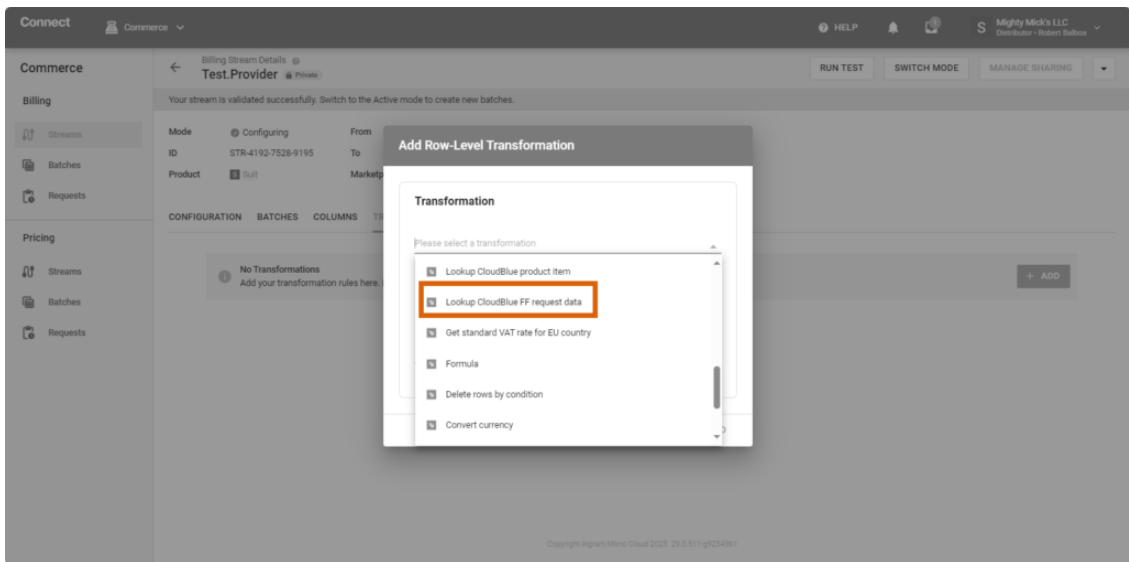 Connect
Commerce
HELP
S
Mighty Mick's LLC
Distributor - Robert Balboa
Commerce
Billing Stream Details
Test.Provider Private
RUN TEST SWITCH MODE MANAGE SHARING
Billing
Your stream is validated successfully. Switch to the Active mode to create new batches.
Streams
Batches
Requests
Mode Configuring From
ID STR-4192-7528-9195 To
Product S Suit
CONFIGURATION BATCHES COLUMNS
Pricing
Streams
Batches
Requests
No Transformations
Add your transformation rules here.
+ ADD
Add Row-Level Transformation
Transformation
Please select a transformation
Lookup CloudBlue product item
Lookup CloudBlue FF request data
Get standard VAT rate for EU country
Formula
Delete rows by condition
Convert currency
Copyright Ingram Micro Cloud 2023